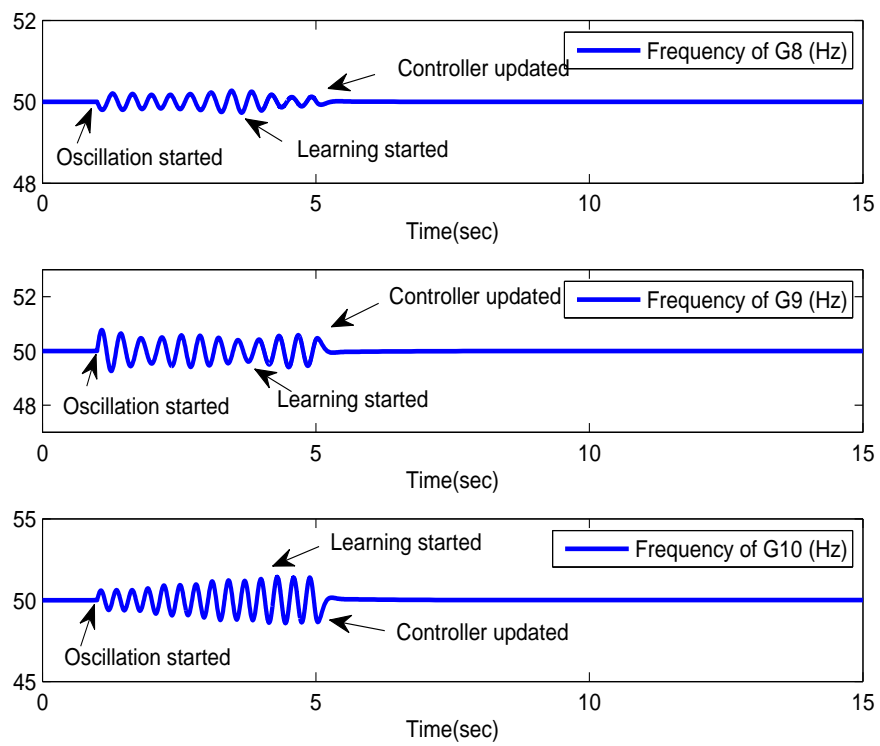 52
Frequency of G8 (Hz)
Controller updated
50
Oscillation started
Learning started
48
0
5
10
15
Time(sec)
52
Controller updated
Frequency of G9 (Hz)
50
Oscillation started
Learning started
48
0
5
10
15
Time(sec)
55
Learning started
Frequency of G10 (Hz)
50
Controller updated
Oscillation started
45
0
5
10
15
Time(sec)